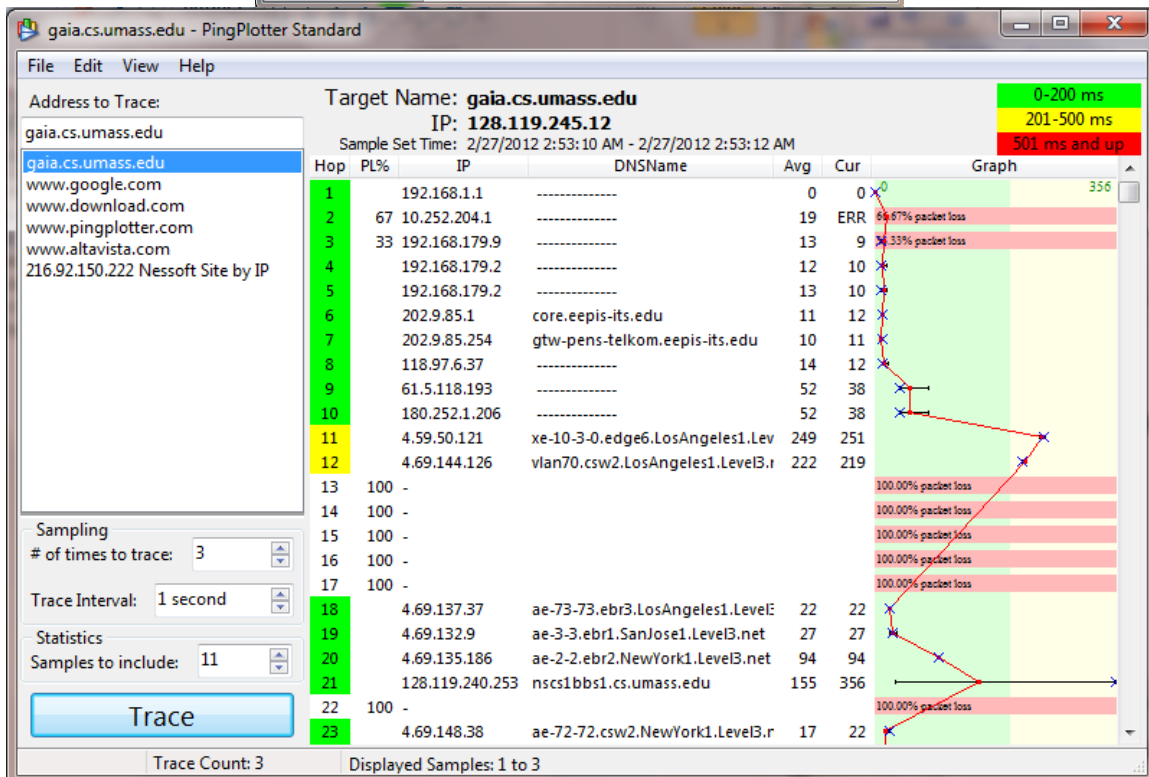 gaia.cs.umass.edu - PingPlotter Standard
File Edit View Help
Address to Trace:
gaia.cs.umass.edu
gaia.cs.umass.edu
www.google.com
www.download.com
www.pingplotter.com
www.altavista.com
216.92.150.222 Nessoft Site by IP
Sampling
# of times to trace: 3
Trace Interval: 1 second
Statistics
Samples to include: 11
Trace
Target Name: gaia.cs.umass.edu
IP: 128.119.245.12
Sample Set Time: 2/27/2012 2:53:10 AM - 2/27/2012 2:53:12 AM
0-200 ms
201-500 ms
501 ms and up
Hop PL% IP DNSName Avg Cur Graph
1 192.168.1.1 -------------- 0 0 0 356
2 67 10.252.204.1 -------------- 19 ERR 66.67% packet loss
3 33 192.168.179.9 -------------- 13 9 33.33% packet loss
4 192.168.179.2 -------------- 12 10
5 192.168.179.2 -------------- 13 10
6 202.9.85.1 core.eepis-its.edu 11 12
7 202.9.85.254 gtw-pens-telkom.eepis-its.edu 10 11
8 118.97.6.37 -------------- 14 12
9 61.5.118.193 -------------- 52 38
10 180.252.1.206 -------------- 52 38
11 4.59.50.121 xe-10-3-0.edge6.LosAngeles1.Lev 249 251
12 4.69.144.126 vlan70.csw2.LosAngeles1.Level3.r 222 219
13 100 - 100.00% packet loss
14 100 - 100.00% packet loss
15 100 - 100.00% packet loss
16 100 - 100.00% packet loss
17 100 - 100.00% packet loss
18 4.69.137.37 ae-73-73.ebr3.LosAngeles1.Level3 22 22
19 4.69.132.9 ae-3-3.ebr1.SanJose1.Level3.net 27 27
20 4.69.135.186 ae-2-2.ebr2.NewYork1.Level3.net 94 94
21 128.119.240.253 nscs1bbs1.cs.umass.edu 155 356
22 100 - 100.00% packet loss
23 4.69.148.38 ae-72-72.csw2.NewYork1.Level3.r 17 22
Trace Count: 3 Displayed Samples: 1 to 3